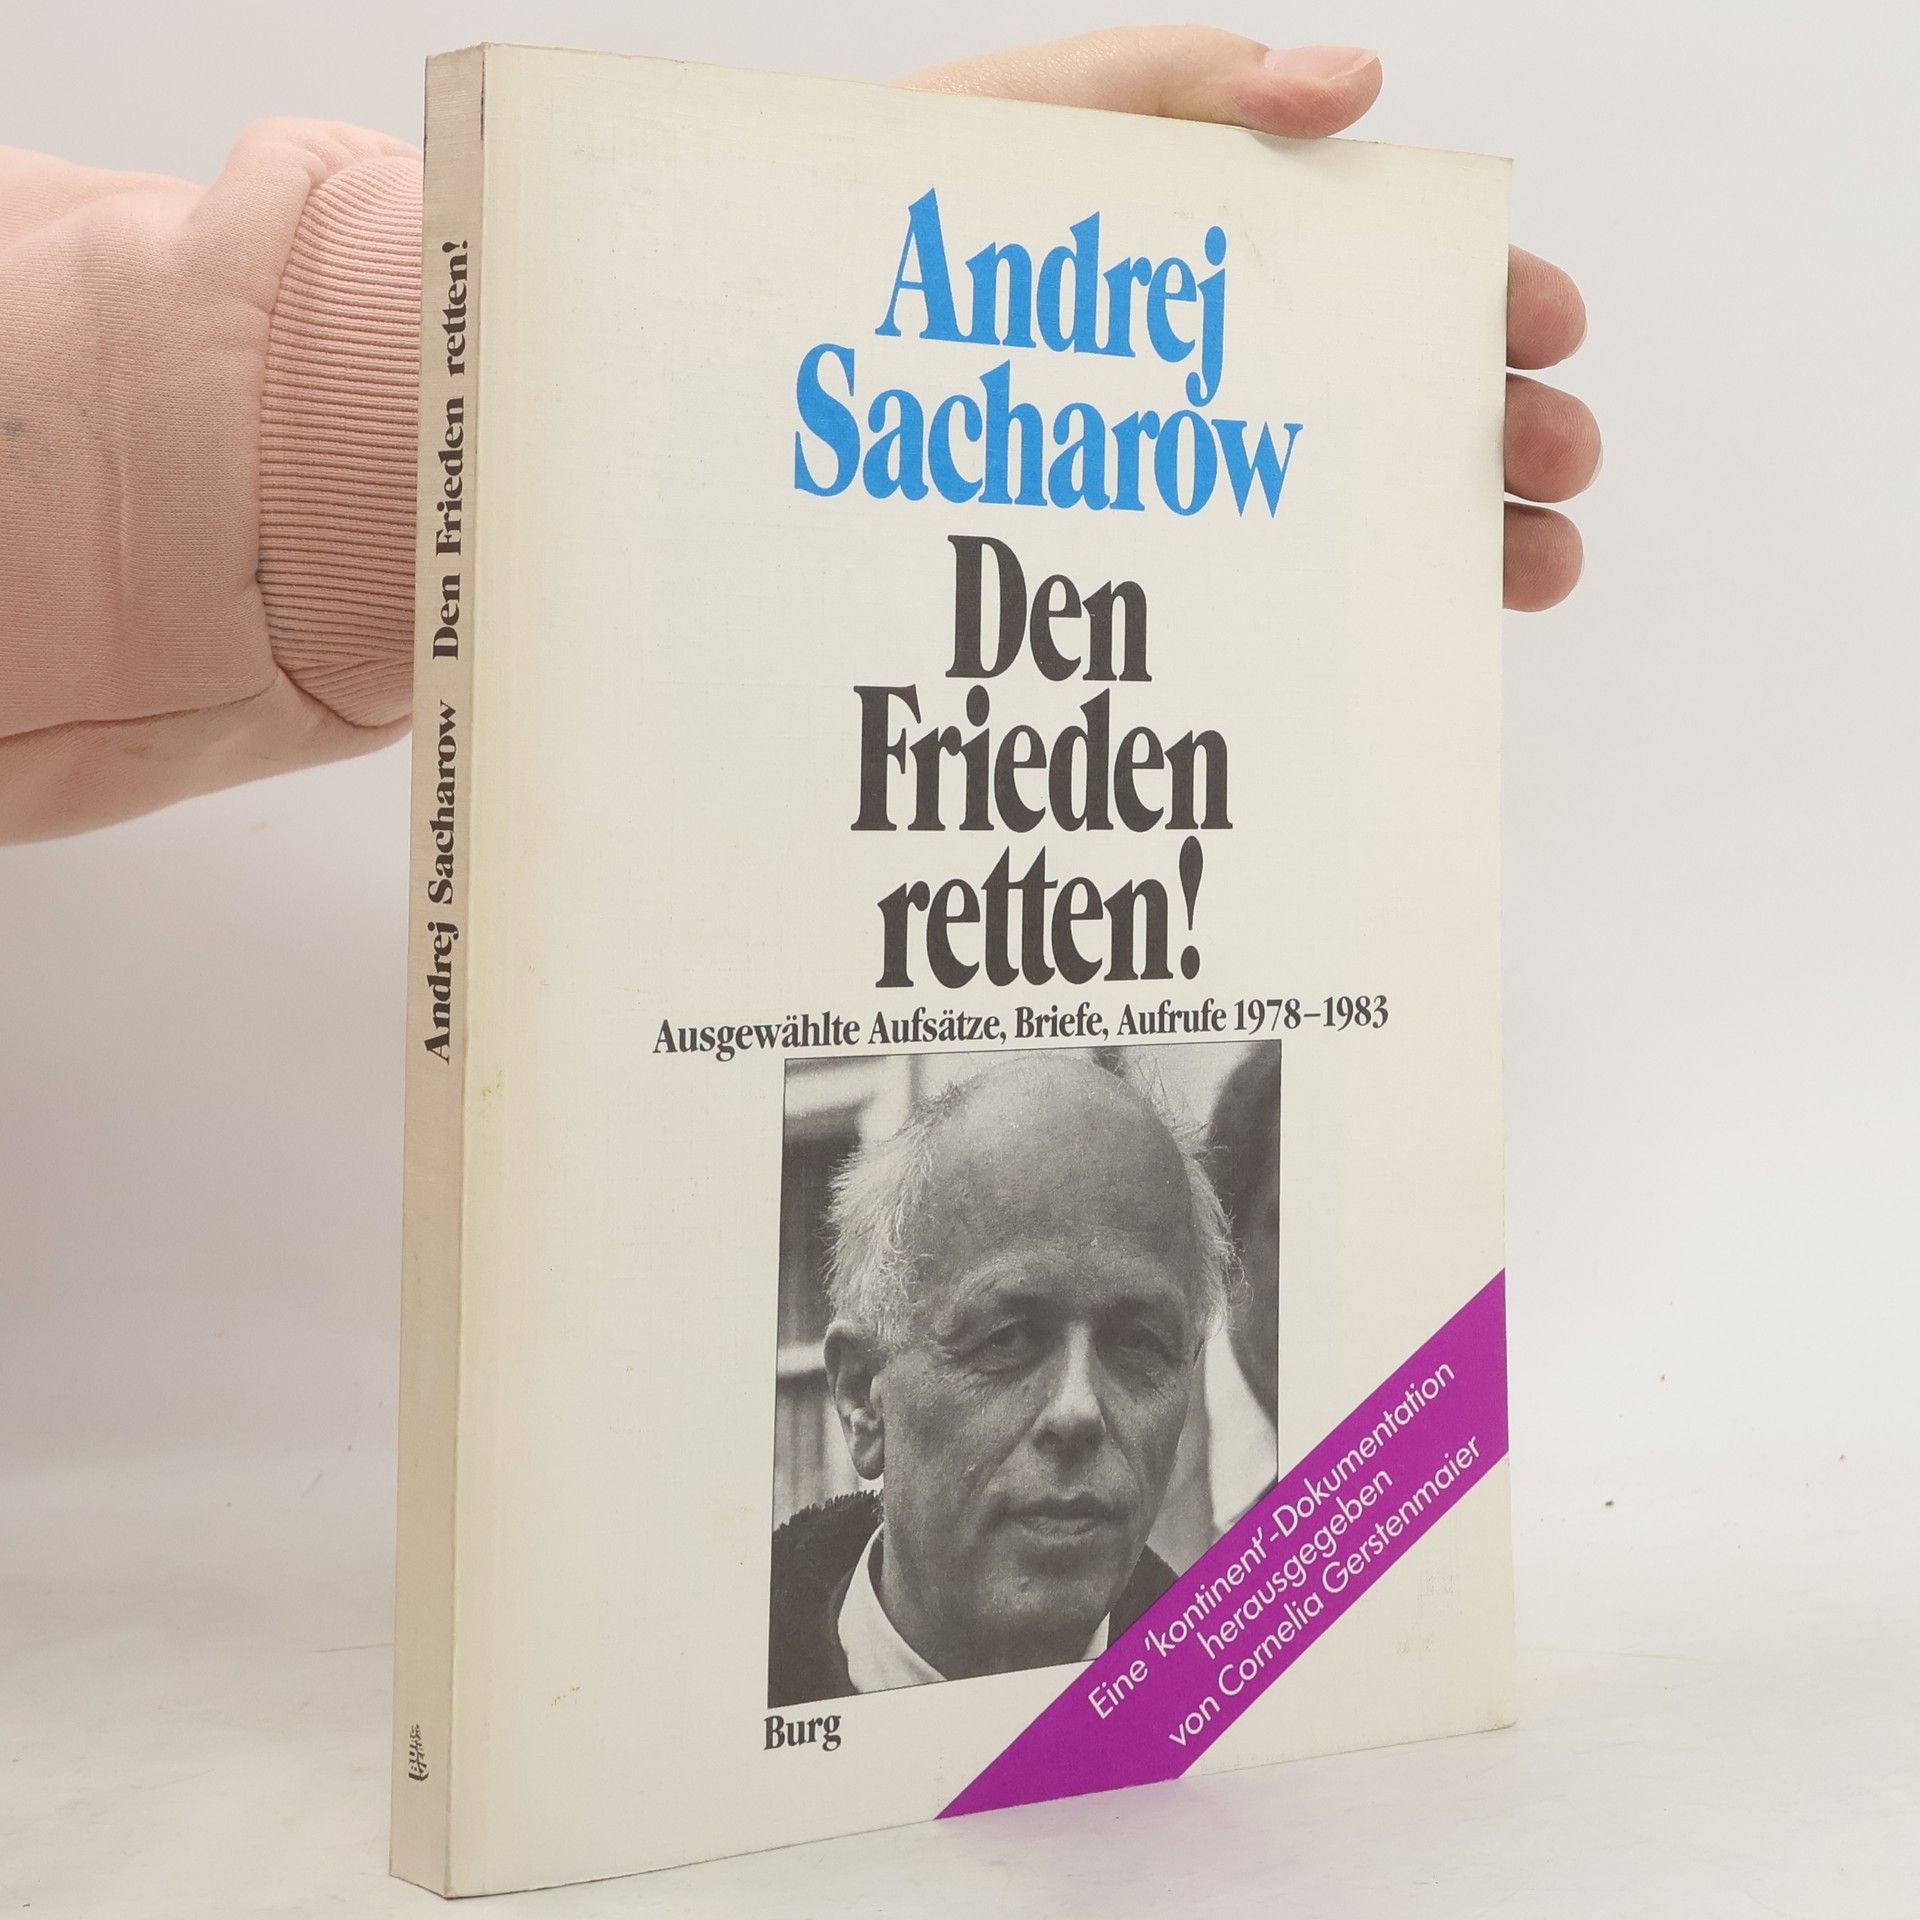 Andrej Sacharow Den Frieden retten!
Andrej
Sacharow
Den
Frieden
retten!
Ausgewählte Aufsätze, Briefe, Aufrufe 1978–1983
Eine 'kontinent'-Dokumentation
herausgegeben
von Cornelia Gerstenmaier
Burg